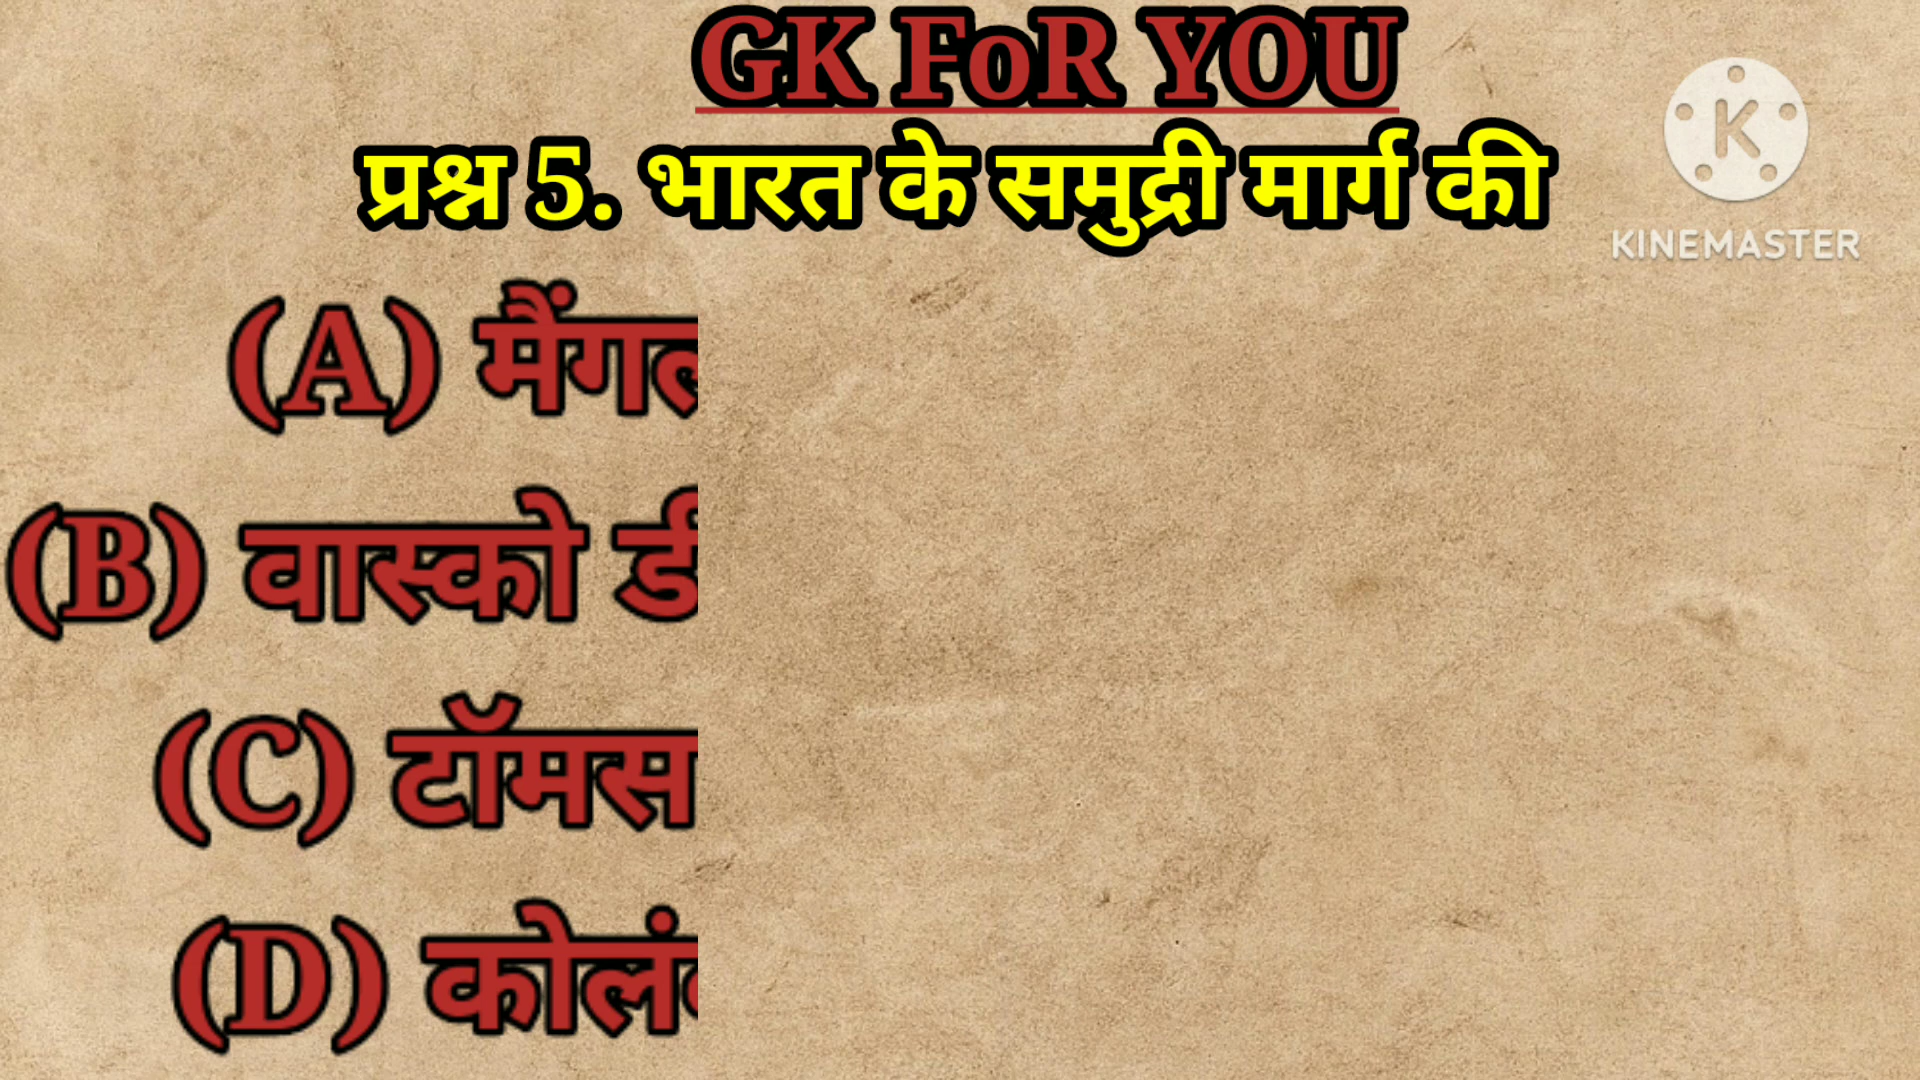 GK FoR YOU
प्रश्न 5. भारत के समुद्री मार्ग की
KINEMASTER
(A)
(B) वास्को
(C) टॉमस
(D)